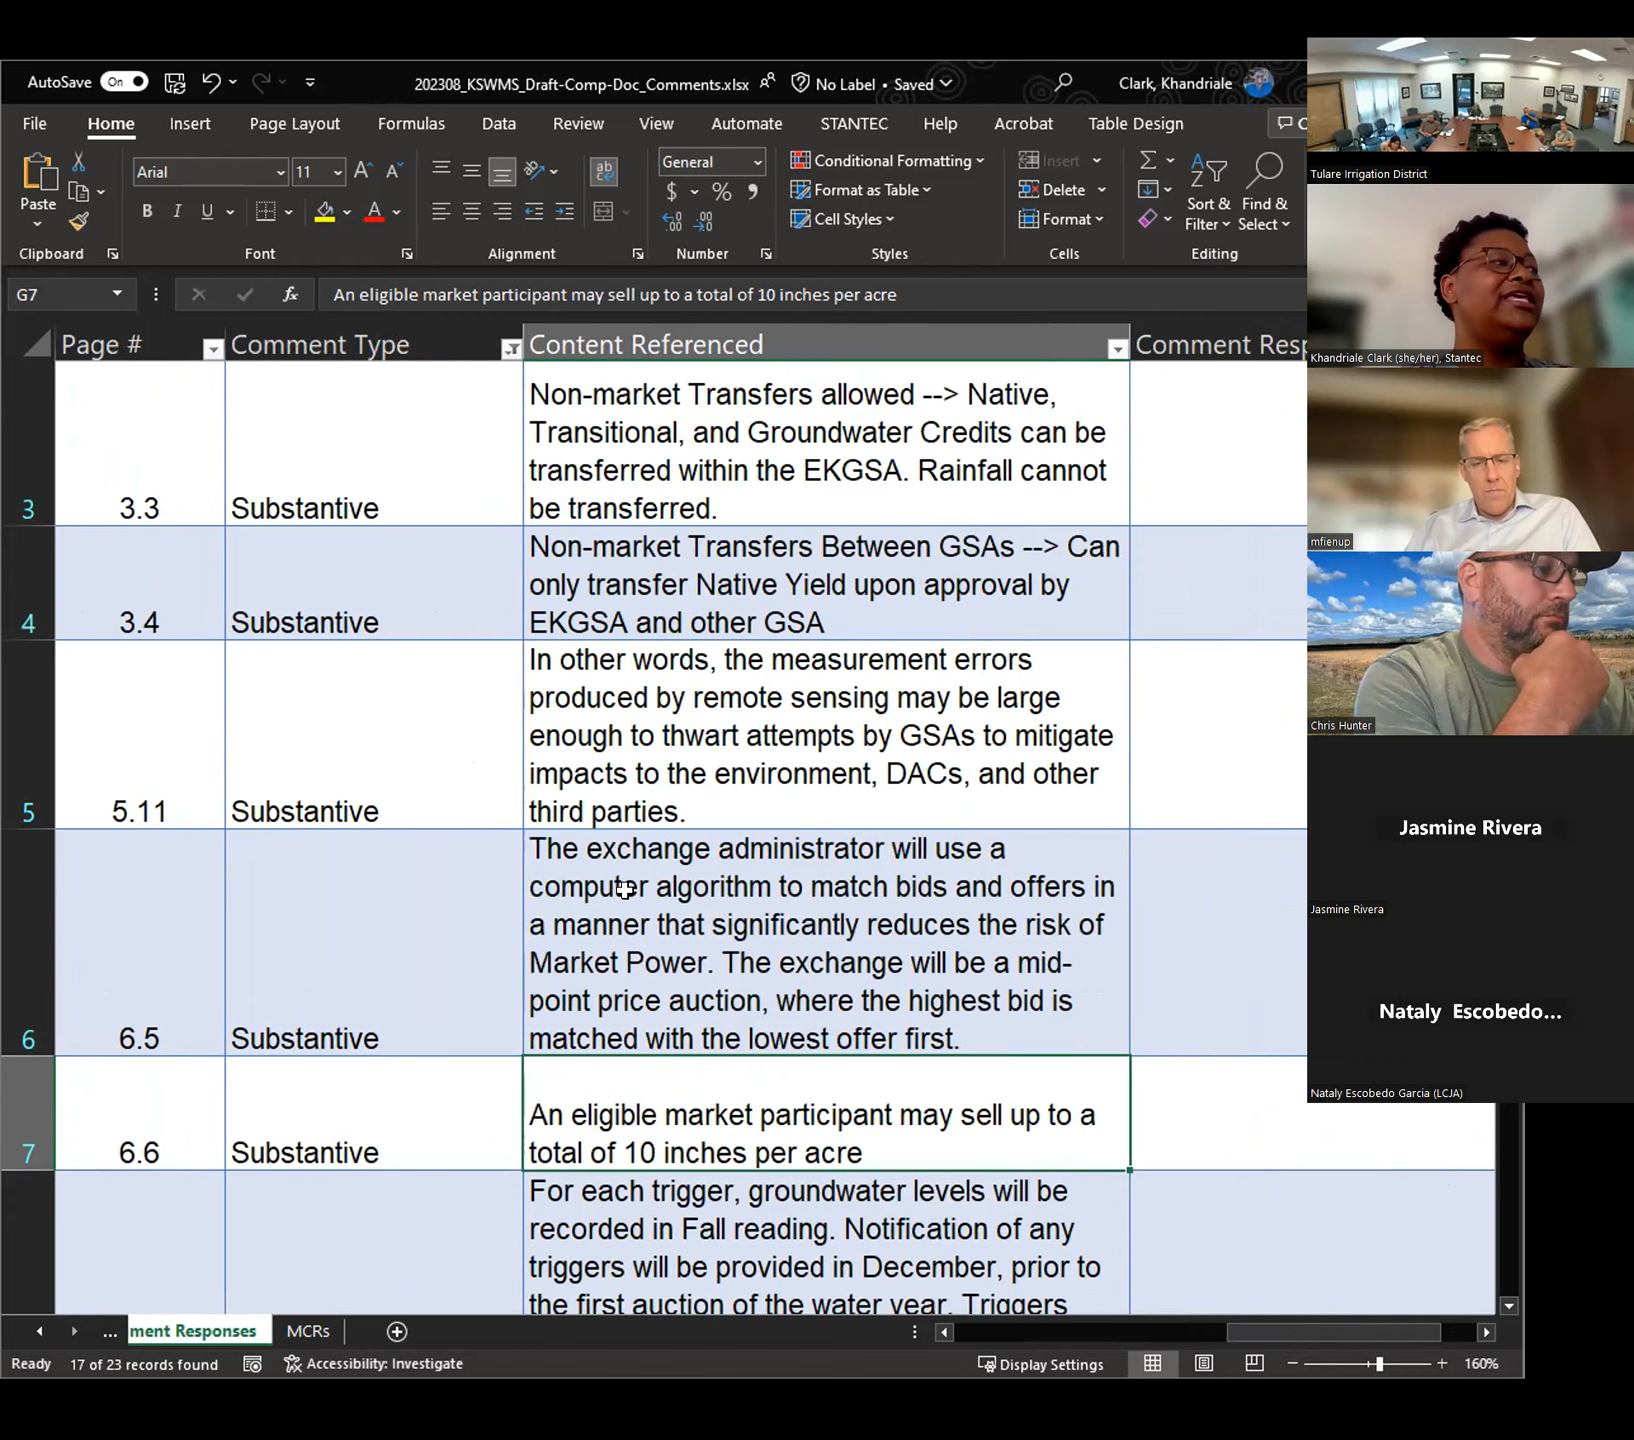 AutoSave On
202308_KSWMS_Draft-Comp-Doc_Comments.xlsx
No Label • Saved
Clark, Khandriale
File Home Insert Page Layout Formulas Data Review View Automate STANTEC Help Acrobat Table Design
Paste
Clipboard
Arial 11
B I U
Font
Alignment
General
$ %
Number
Conditional Formatting
Format as Table
Cell Styles
Styles
Insert
Delete
Format
Cells
Sort &
Filter
Find &
Select
Editing
G7 fx An eligible market participant may sell up to a total of 10 inches per acre
Page # Comment Type Content Referenced Comment Resp
Non-market Transfers allowed --> Native,
Transitional, and Groundwater Credits can be
transferred within the EKGSA. Rainfall cannot
3 3.3 Substantive be transferred.
Non-market Transfers Between GSAs --> Can
only transfer Native Yield upon approval by
4 3.4 Substantive EKGSA and other GSA
In other words, the measurement errors
produced by remote sensing may be large
enough to thwart attempts by GSAs to mitigate
impacts to the environment, DACs, and other
5 5.11 Substantive third parties.
The exchange administrator will use a
computer algorithm to match bids and offers in
a manner that significantly reduces the risk of
Market Power. The exchange will be a mid-
point price auction, where the highest bid is
6 6.5 Substantive matched with the lowest offer first.
An eligible market participant may sell up to a
7 6.6 Substantive total of 10 inches per acre
For each trigger, groundwater levels will be
recorded in Fall reading. Notification of any
triggers will be provided in December, prior to
the first auction of the water year. Triggers
... ment Responses MCRs
Ready 17 of 23 records found Accessibility: Investigate Display Settings 160%
Tulare Irrigation District
Khandriale Clark (she/her), Stantec
mfienup
Chris Hunter
Jasmine Rivera
Jasmine Rivera
Nataly Escobedo...
Nataly Escobedo Garcia (LCJA)